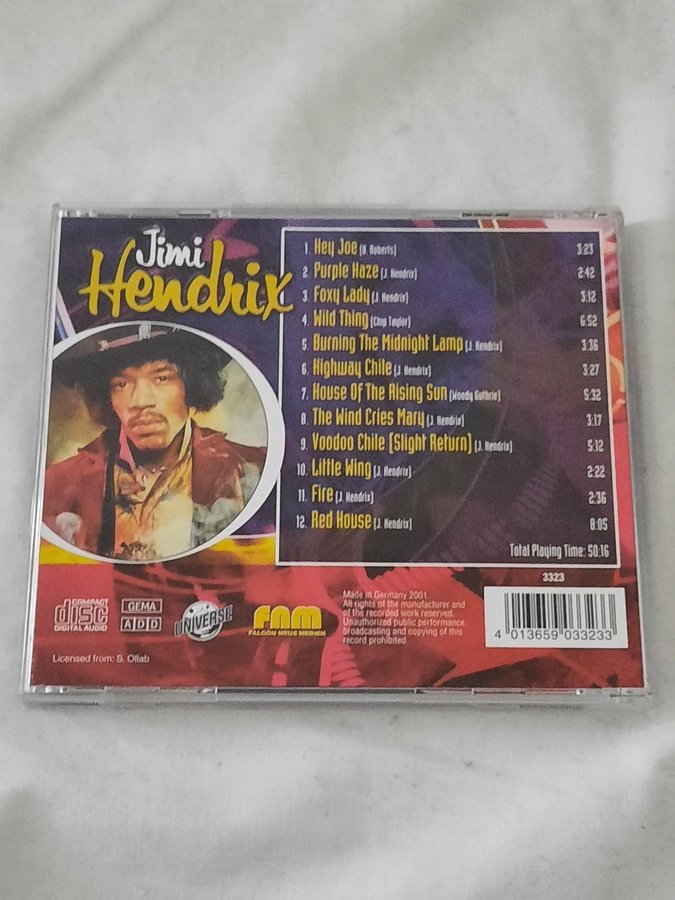 Jimi
Hendrix
1. Hey Joe (B. Roberts) 3:23
2. Purple Haze (J. Hendrix) 2:42
3. Foxy Lady (J. Hendrix) 3:12
4. Wild Thing (Chip Taylor) 6:52
5. Burning The Midnight Lamp (J. Hendrix) 3:36
6. Highway Chile (J. Hendrix) 3:27
7. House Of The Rising Sun (Woody Guthrie) 5:32
8. The Wind Cries Mary (J. Hendrix) 3:17
9. Voodoo Chile (Slight Return) (J. Hendrix) 5:12
10. Little Wing (J. Hendrix) 2:22
11. Fire (J. Hendrix) 2:36
12. Red House (J. Hendrix) 8:05
Total Playing Time: 50:16
3323
COMPACT
disc
DIGITAL AUDIO
GEMA
A D D
UNIVERSE
FNM
FALCON NEUE MEDIEN
Made in Germany 2001.
All rights of the manufacturer and
of the recorded work reserved.
Unauthorized public performance,
broadcasting and copying of this
record prohibited.
4 013659 033233
Licensed from: S. Ollab